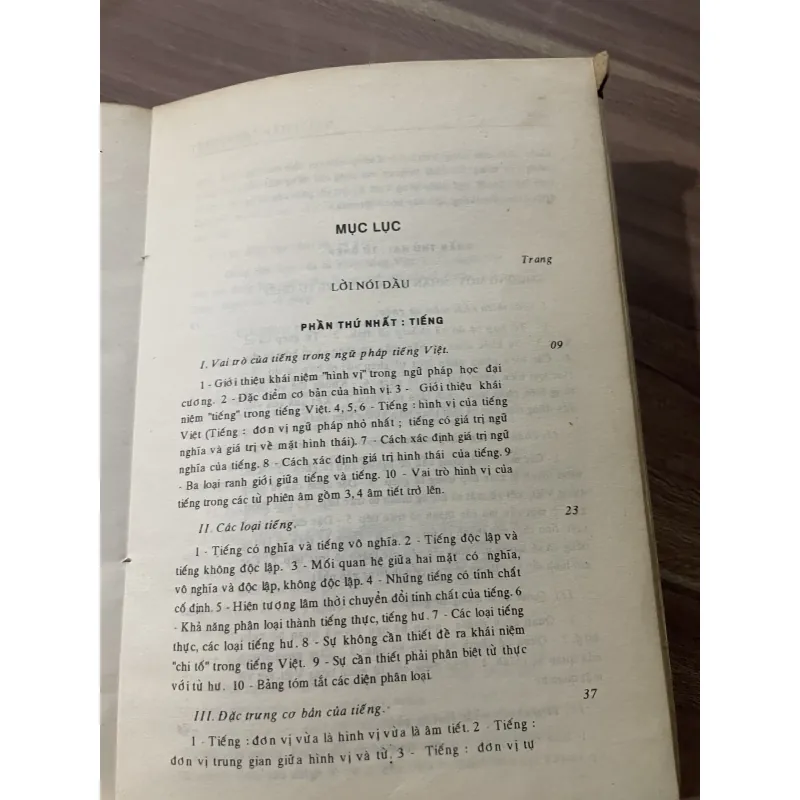 MỤC LỤC
Trang
LỜI NÓI DẦU
PHẦN THỨ NHẤT : TIẾNG
I. Vai trò của tiếng trong ngữ pháp tiếng Việt. 09
1 - Giới thiệu khái niệm "hình vị" trong ngữ pháp học đại
cương. 2 - Đặc điểm cơ bản của hình vị. 3 - Giới thiệu khái
niệm "tiếng" trong tiếng Việt. 4, 5, 6 - Tiếng : hình vị của tiếng
Việt (Tiếng : đơn vị ngữ pháp nhỏ nhất ; tiếng có giá trị ngữ
nghĩa và giá trị về mặt hình thái). 7 - Cách xác định giá trị ngữ
nghĩa của tiếng. 8 - Cách xác định giá trị hình thái của tiếng. 9
- Ba loại ranh giới giữa tiếng và tiếng. 10 - Vai trò hình vị của
tiếng trong các từ phiên âm gồm 3, 4 âm tiết trở lên.
II. Các loại tiếng. 23
1 - Tiếng có nghĩa và tiếng vô nghĩa. 2 - Tiếng độc lập và
tiếng không độc lập. 3 - Mối quan hệ giữa hai mặt có nghĩa,
vô nghĩa và độc lập, không độc lập. 4 - Những tiếng có tính chất
cố định. 5 - Hiện tượng lâm thời chuyển đổi tính chất của tiếng. 6
- Khả năng phân loại thành tiếng thực, tiếng hư. 7 - Các loại tiếng
thực, các loại tiếng hư. 8 - Sự không cần thiết đề ra khái niệm
"chi tố" trong tiếng Việt. 9 - Sự cần thiết phải phân biệt từ thực
với từ hư. 10 - Bảng tóm tắt các diện phân loại.
III. Đặc trưng cơ bản của tiếng. 37
1 - Tiếng : đơn vị vừa là hình vị vừa là âm tiết. 2 - Tiếng :
đơn vị trung gian giữa hình vị và từ. 3 - Tiếng : đơn vị tự